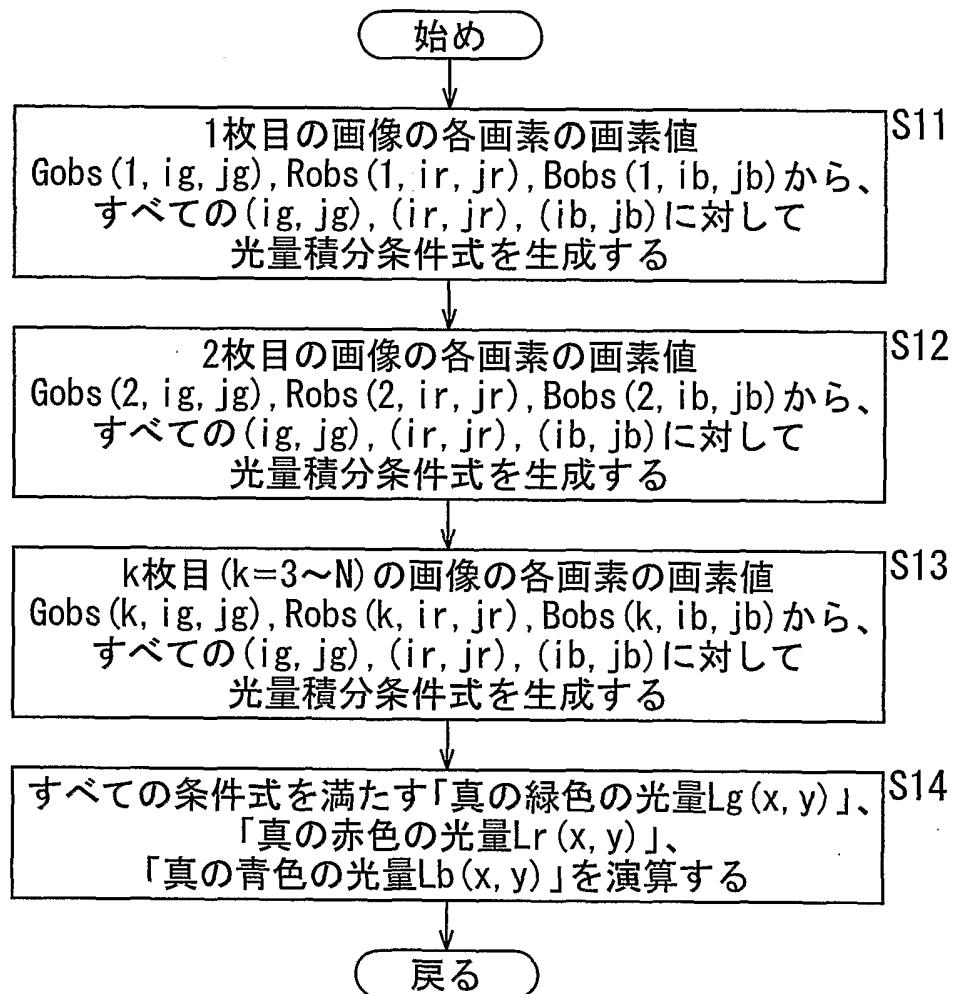 始め
S11
1枚目の画像の各画素の画素値
Gobs(1, ig, jg), Robs(1, ir, jr), Bobs(1, ib, jb)から、
すべての(ig, jg), (ir, jr), (ib, jb)に対して
光量積分条件式を生成する
S12
2枚目の画像の各画素の画素値
Gobs(2, ig, jg), Robs(2, ir, jr), Bobs(2, ib, jb)から、
すべての(ig, jg), (ir, jr), (ib, jb)に対して
光量積分条件式を生成する
S13
k枚目(k=3～N)の画像の各画素の画素値
Gobs(k, ig, jg), Robs(k, ir, jr), Bobs(k, ib, jb)から、
すべての(ig, jg), (ir, jr), (ib, jb)に対して
光量積分条件式を生成する
S14
すべての条件式を満たす「真の緑色の光量Lg(x, y)」、
「真の赤色の光量Lr(x, y)」、
「真の青色の光量Lb(x, y)」を演算する
戻る